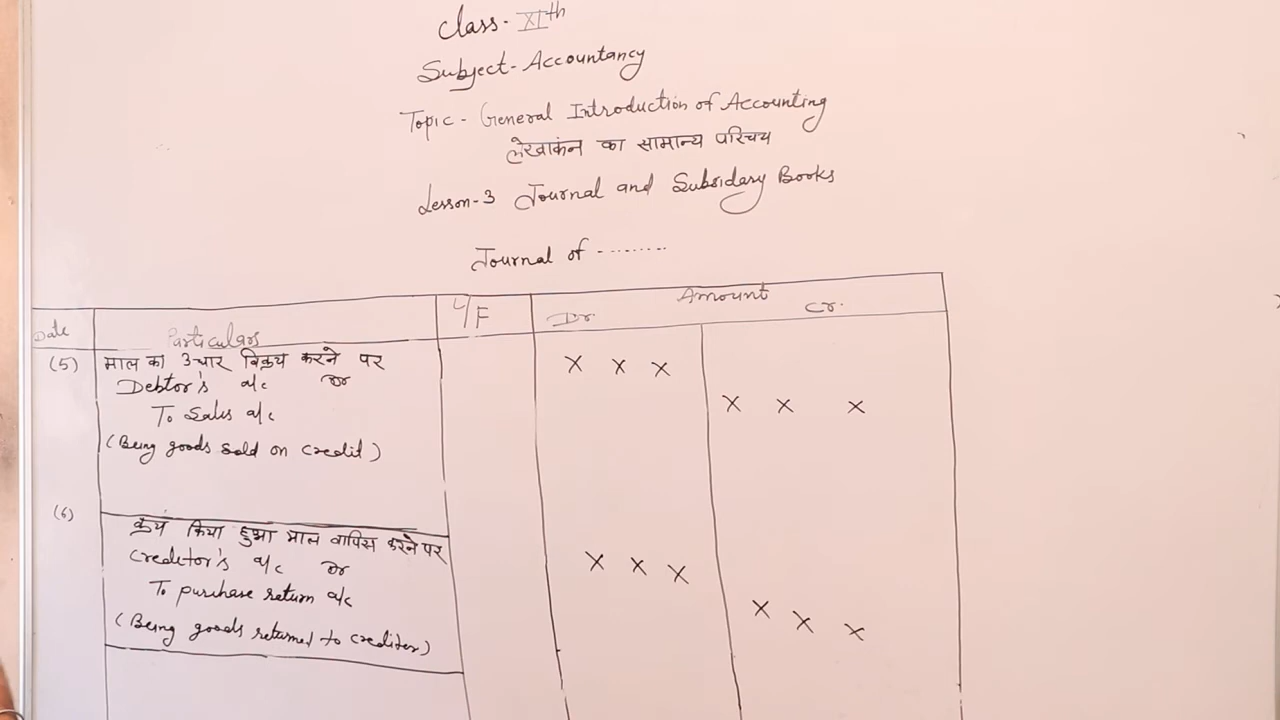 Class- XIth
Subject- Accountancy
Topic- General Introduction of Accounting
लेखाकंन का सामान्य परिचय
Lesson-3 Journal and Subsidary Books
Journal of ---------
Date Particulars L/F Amount
Dr. Cr.
(5) माल का उधार विक्रय करने पर
Debtor's a/c Dr X X X
To Sales a/c X X X
(Being goods sold on credit)
(6) क्रय किया हुआ माल वापिस करने पर
Creditor's a/c Dr X X X
To purchase return a/c X X X
(Being goods returned to creditor)